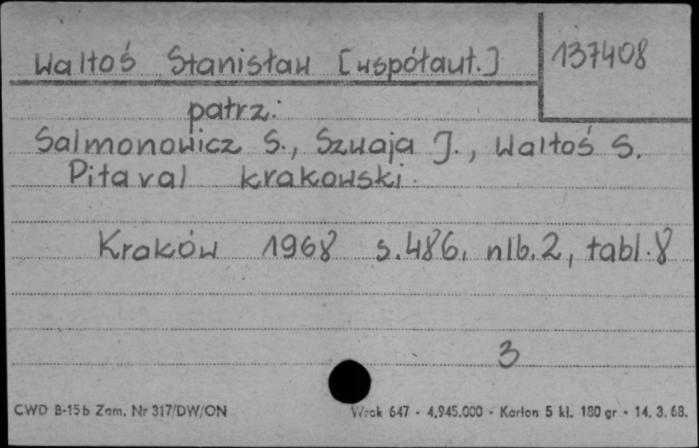 Waltoś Stanisław [współaut.]
137408
patrz:
Salmonowicz S., Szwaja J., Waltoś S.
Pitaval krakowski.
Kraków 1968 s.486, nlb.2, tabl.8
3
CWD B-15b Zam. Nr 317/DW/ON
Wrak 647 - 4.945.000 - Karton 5 kl. 180 gr - 14. 3. 68.